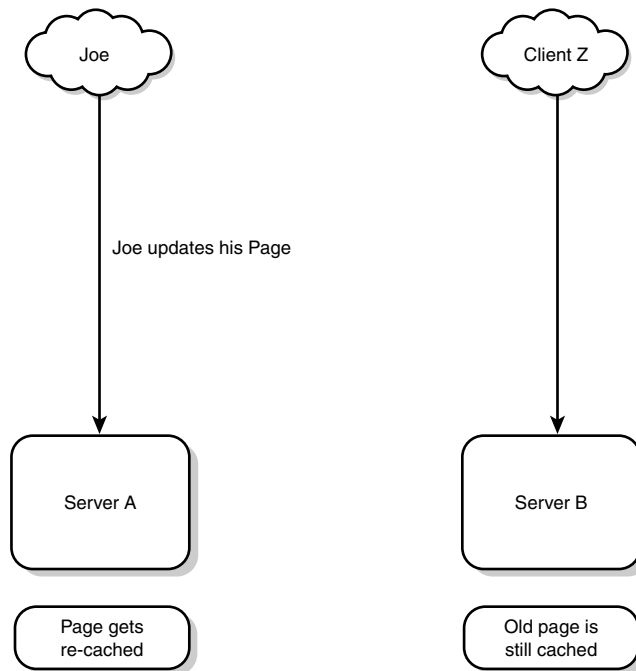 Joe
Client Z
Joe updates his Page
Server A
Server B
Page gets
re-cached
Old page is
still cached